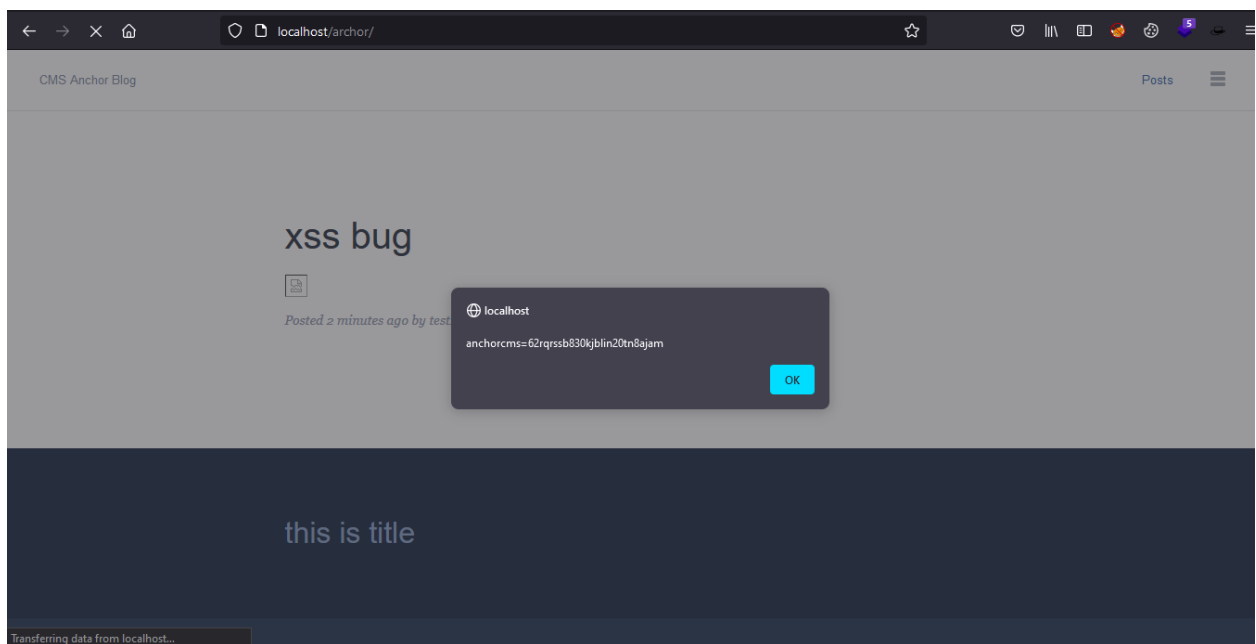 localhost/archor/
5
CMS Anchor Blog
Posts
xss bug
Posted 2 minutes ago by test
localhost
anchorcms=62rqrssb830kjblin20tn8ajam
OK
this is title
Transferring data from localhost...